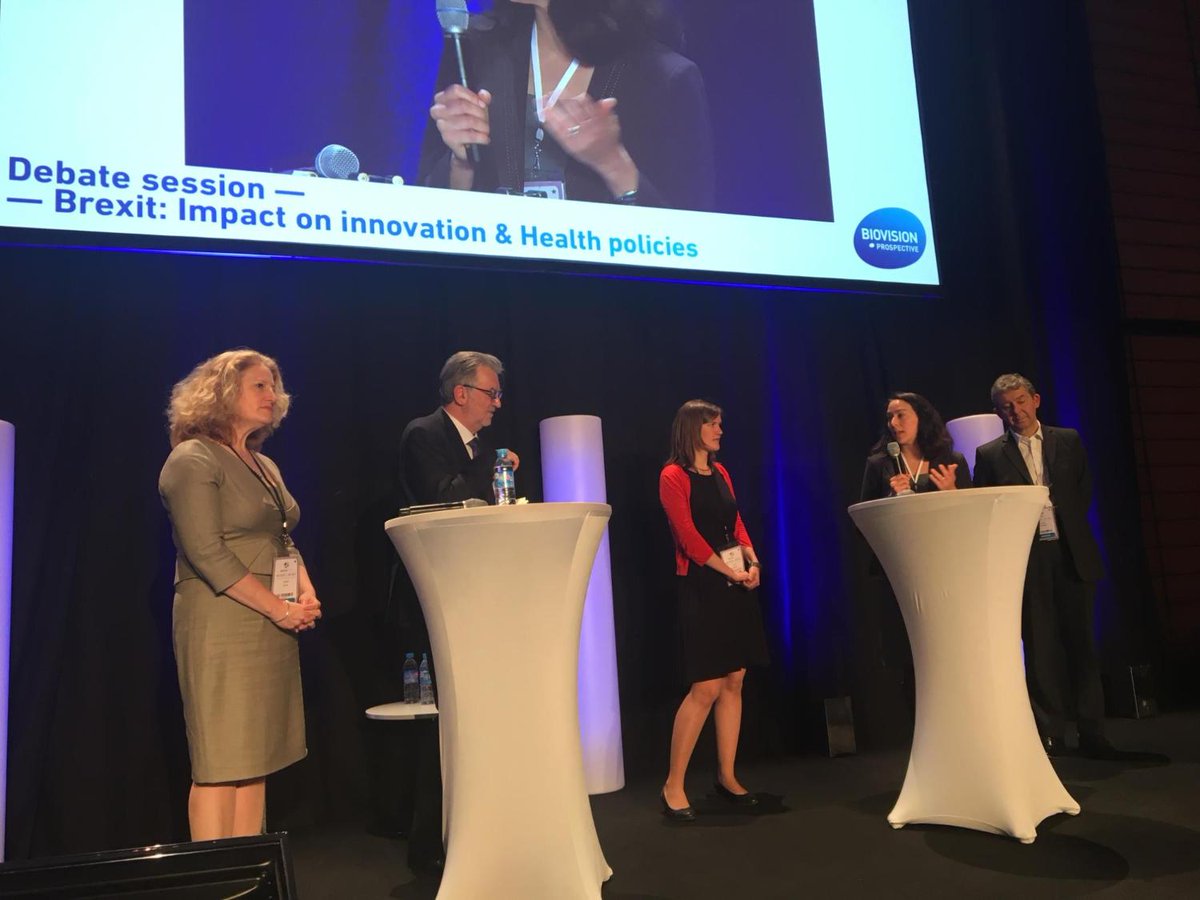 Debate session —
— Brexit: Impact on innovation & Health policies
BIOVISION
PROSPECTIVE